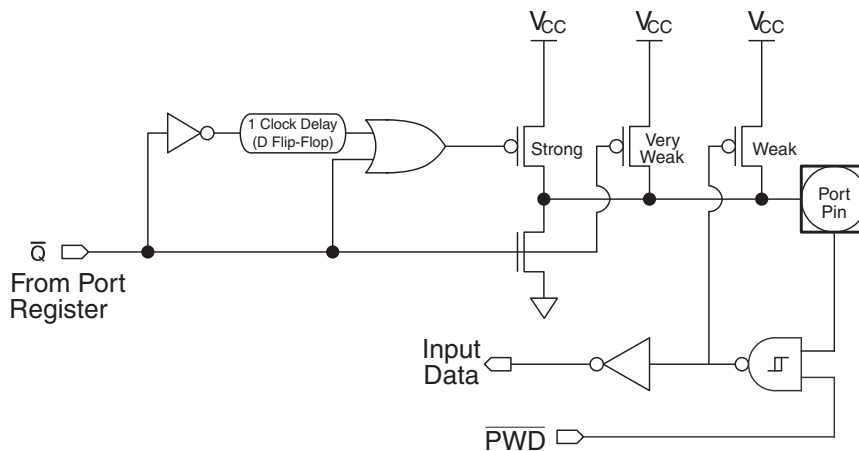 VCC
VCC
VCC
1 Clock Delay
(D Flip-Flop)
Strong
Very
Weak
Weak
Port
Pin
Q̅
From Port
Register
Input
Data
P̅W̅D̅